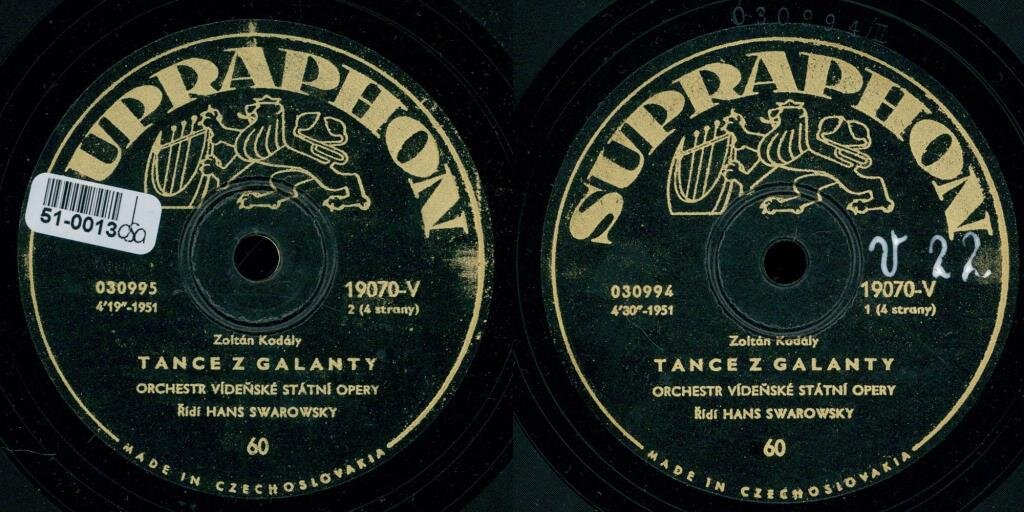 UPRAPHON
51-0013
030995
4'19"-1951
19070-V
2 (4 strany)
Zoltán Kodály
TANCE Z GALANTY
ORCHESTR VÍDEŇSKÉ STÁTNÍ OPERY
Řídí HANS SWAROWSKY
60
MADE IN CZECHOSLOVAKIA
030994/II
SUPRAPHON
V 22
030994
4'30"-1951
19070-V
1 (4 strany)
Zoltán Kodály
TANCE Z GALANTY
ORCHESTR VÍDEŇSKÉ STÁTNÍ OPERY
Řídí HANS SWAROWSKY
60
MADE IN CZECHOSLOVAKIA